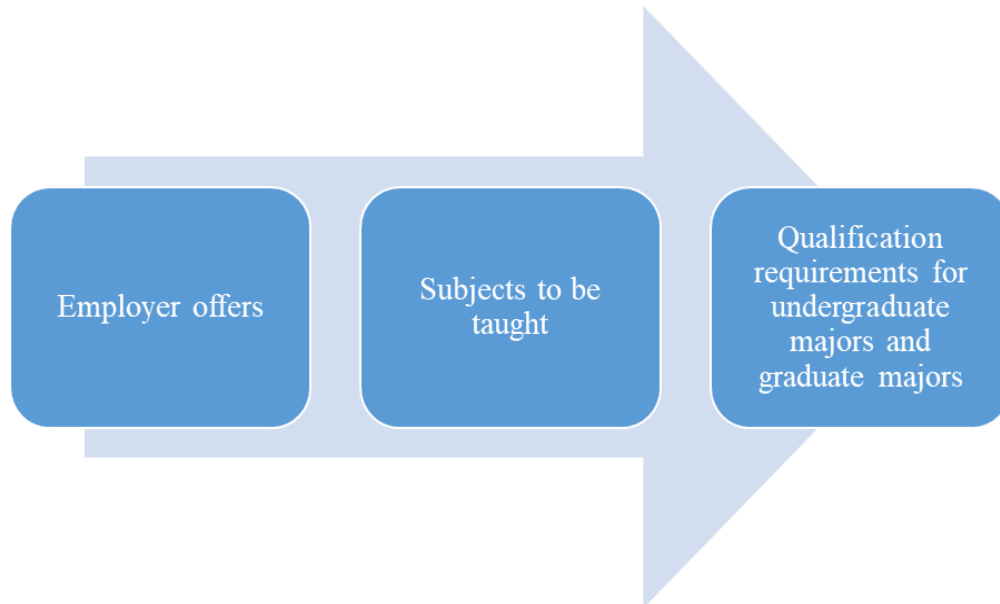 Employer offers
Subjects to be
taught
Qualification
requirements for
undergraduate
majors and
graduate majors